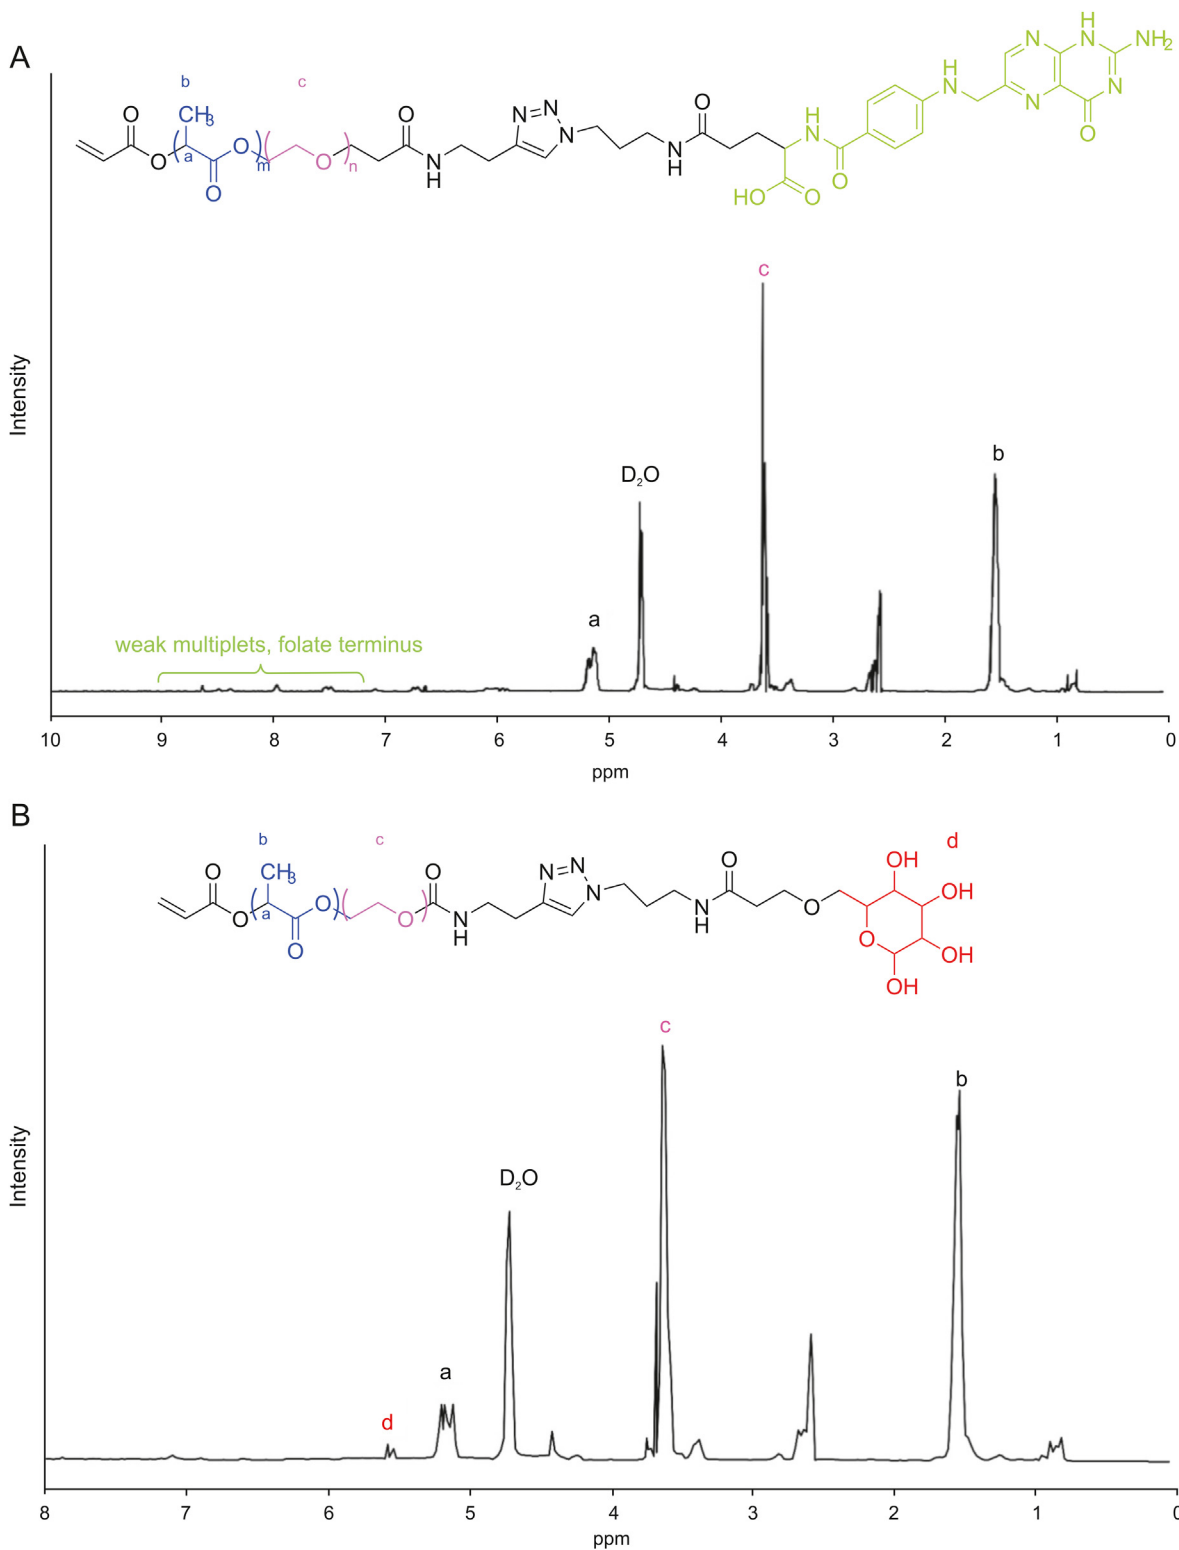 A
b
c
CH3
O
O
( a
O
)m
O
(
O
)n
O
N
H
N=N
N
N
H
O
HO
O
H
N
O
H
N
N
N
H
N
N
O
NH2
c
b
D2O
a
weak multiplets, folate terminus
Intensity
10 9 8 7 6 5 4 3 2 1 0
ppm
B
b
c
d
CH3
O
O
( a
O
)
O
(
O
)
O
N
H
N=N
N
N
H
O
O
O
OH
OH
OH
OH
c
b
D2O
a
d
Intensity
8 7 6 5 4 3 2 1 0
ppm